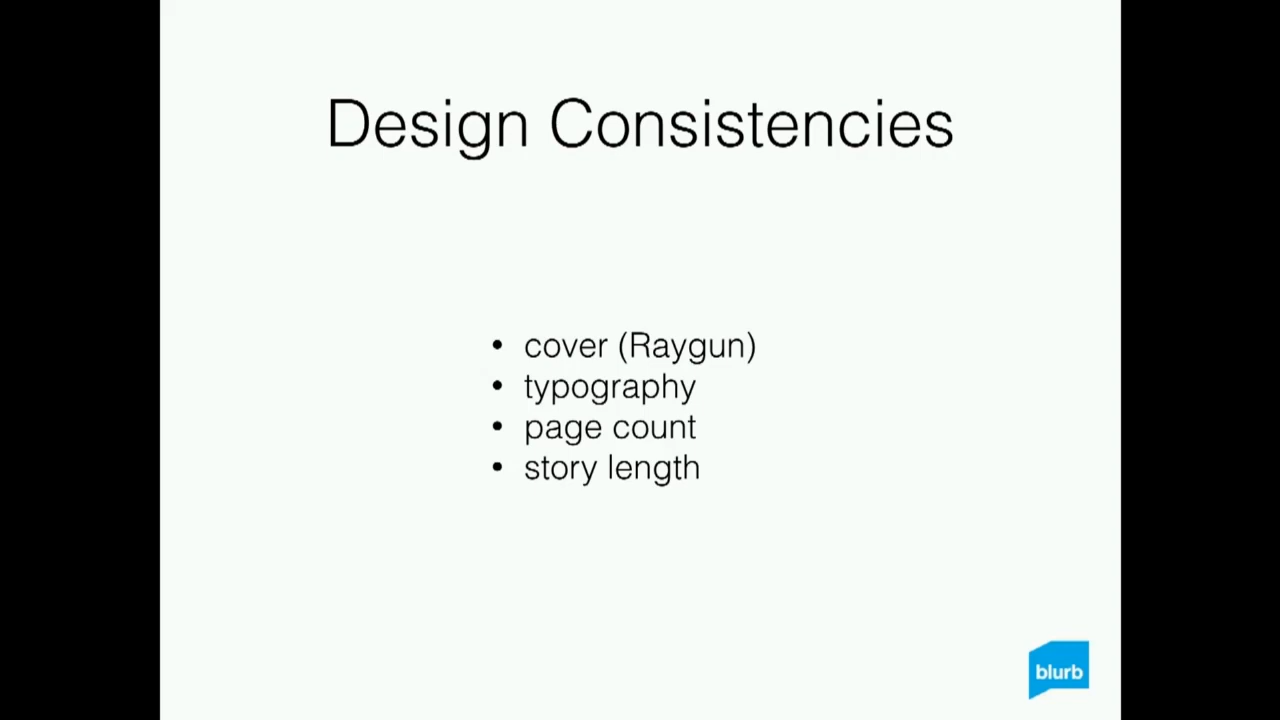 Design Consistencies
• cover (Raygun)
• typography
• page count
• story length
blurb